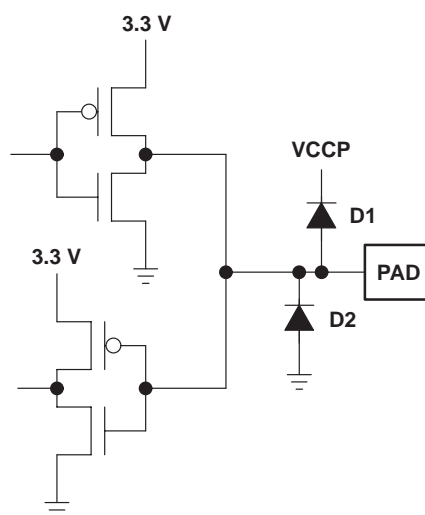 3.3 V
VCCP
D1
3.3 V
PAD
D2